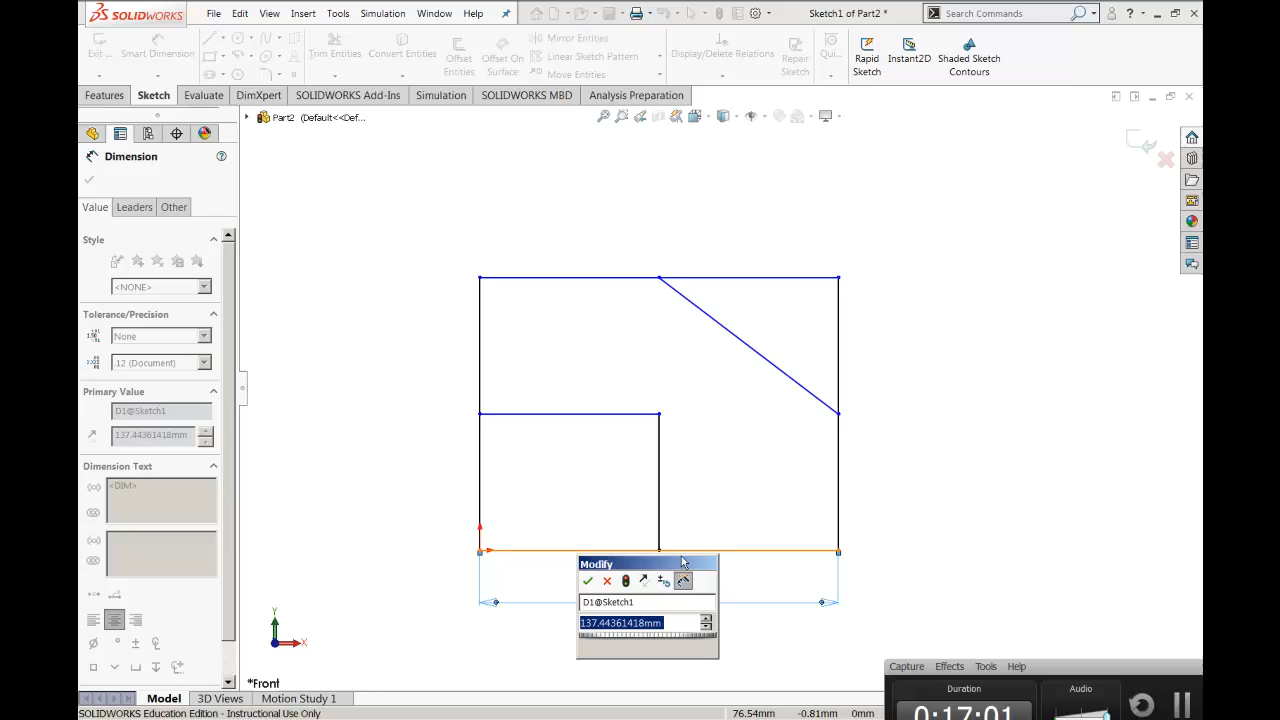 SOLIDWORKS
File Edit View Insert Tools Simulation Window Help
Sketch1 of Part2 *
Search Commands
Exit ...
Smart Dimension
Trim Entities
Convert Entities
Offset Entities
Offset On Surface
Mirror Entities
Linear Sketch Pattern
Move Entities
Display/Delete Relations
Repair Sketch
Qui...
Rapid Sketch
Instant2D
Shaded Sketch Contours
Features Sketch Evaluate DimXpert SOLIDWORKS Add-Ins Simulation SOLIDWORKS MBD Analysis Preparation
Part2 (Default<<Def...
Dimension
Value Leaders Other
Style
<NONE>
Tolerance/Precision
None
.12 (Document)
Primary Value
D1@Sketch1
137.44361418mm
Dimension Text
<DIM>
Modify
D1@Sketch1
137.44361418mm
Y
X
*Front
Model 3D Views Motion Study 1
SOLIDWORKS Education Edition - Instructional Use Only
76.54mm -0.81mm 0mm
Capture Effects Tools Help
Duration
Audio
0:17:01